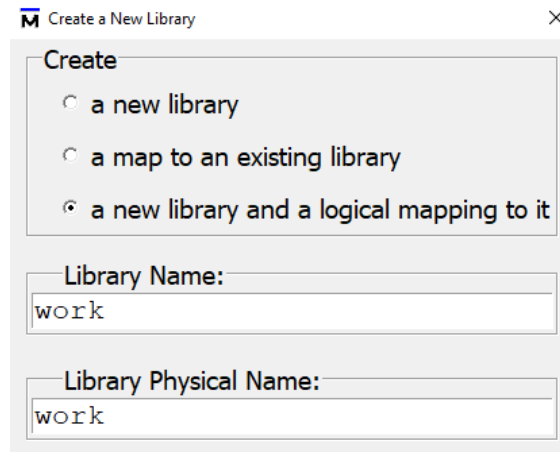 M Create a New Library
Create
a new library
a map to an existing library
a new library and a logical mapping to it
Library Name:
work
Library Physical Name:
work